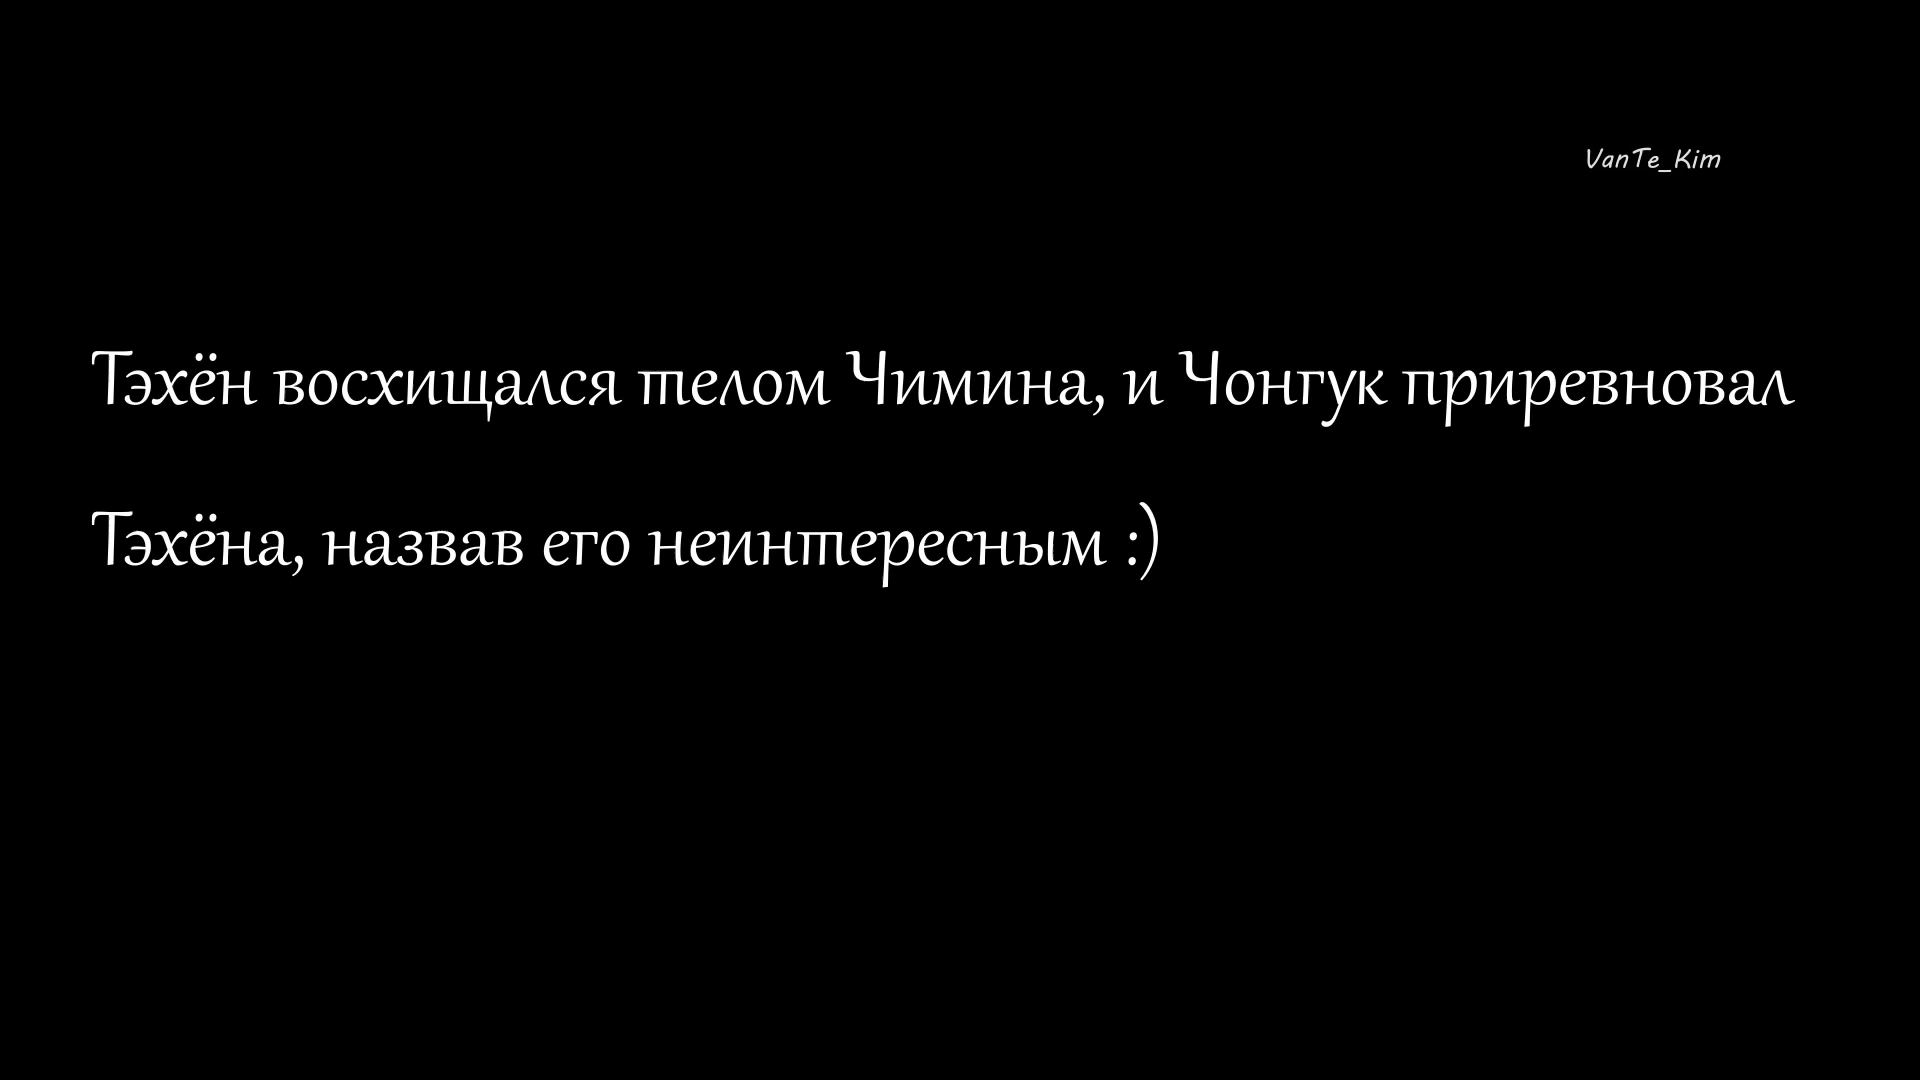 VanTe_Kim
Тэхён восхищался телом Чимина, и Чонгук приревновал
Тэхёна, назвав его неинтересным :)